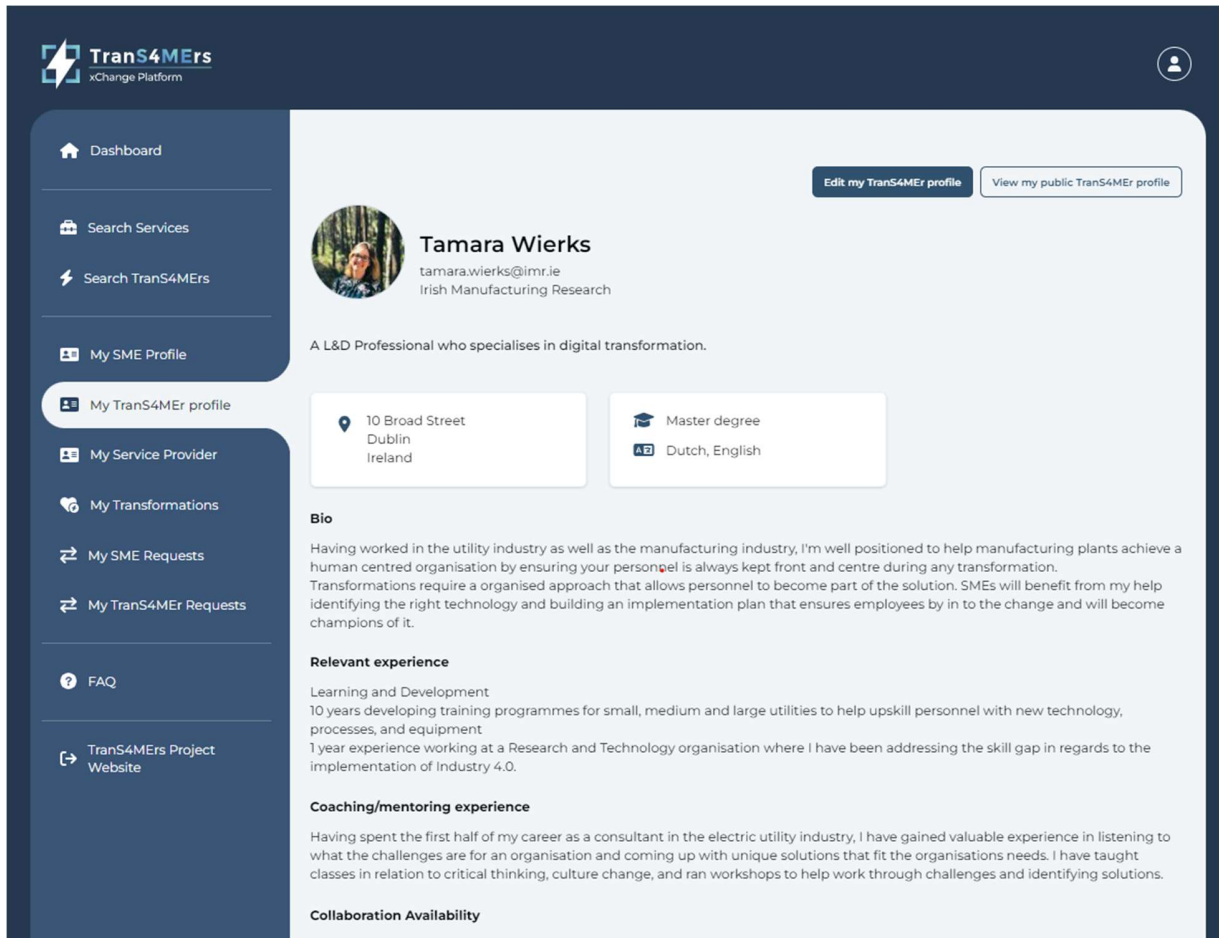 TranS4MErs
xChange Platform
Dashboard
Search Services
Search TranS4MErs
My SME Profile
My TranS4MEr profile
My Service Provider
My Transformations
My SME Requests
My TranS4MEr Requests
FAQ
TranS4MErs Project
Website
Edit my TranS4MEr profile
View my public TranS4MEr profile
Tamara Wierks
tamara.wierks@imr.ie
Irish Manufacturing Research
A L&D Professional who specialises in digital transformation.
10 Broad Street
Dublin
Ireland
Master degree
Dutch, English
Bio
Having worked in the utility industry as well as the manufacturing industry, I'm well positioned to help manufacturing plants achieve a
human centred organisation by ensuring your personnel is always kept front and centre during any transformation.
Transformations require a organised approach that allows personnel to become part of the solution. SMEs will benefit from my help
identifying the right technology and building an implementation plan that ensures employees by in to the change and will become
champions of it.
Relevant experience
Learning and Development
10 years developing training programmes for small, medium and large utilities to help upskill personnel with new technology,
processes, and equipment
1 year experience working at a Research and Technology organisation where I have been addressing the skill gap in regards to the
implementation of Industry 4.0.
Coaching/mentoring experience
Having spent the first half of my career as a consultant in the electric utility industry, I have gained valuable experience in listening to
what the challenges are for an organisation and coming up with unique solutions that fit the organisations needs. I have taught
classes in relation to critical thinking, culture change, and ran workshops to help work through challenges and identifying solutions.
Collaboration Availability